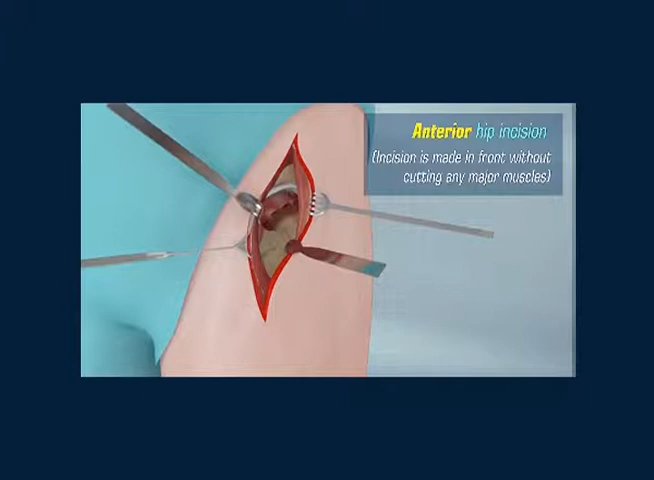 Anterior hip incision
(Incision is made in front without
cutting any major muscles)